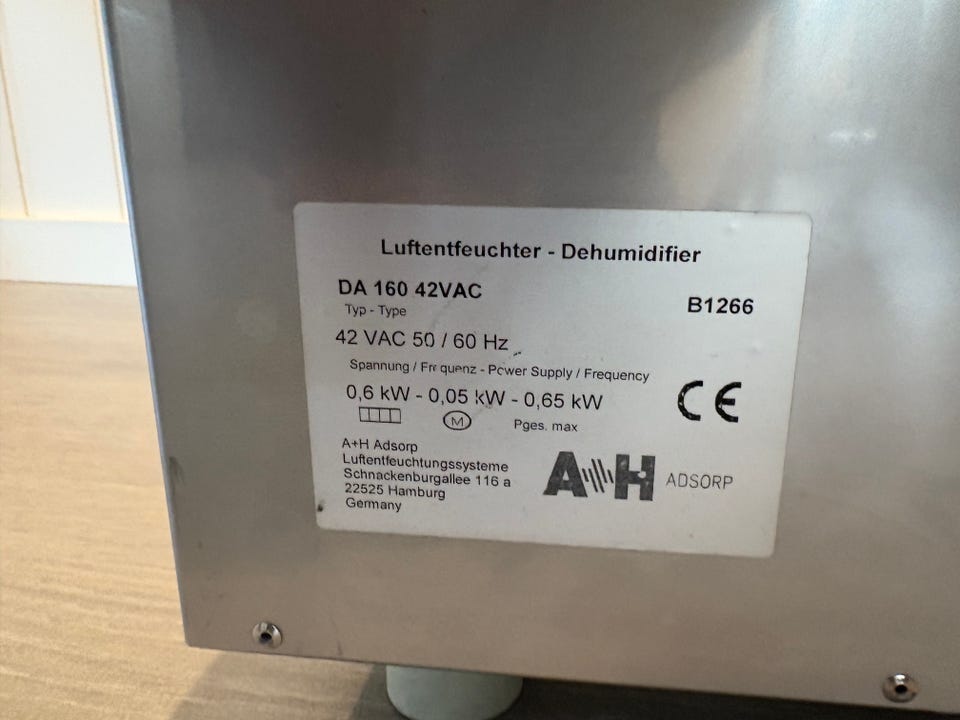 Luftentfeuchter - Dehumidifier
DA 160 42VAC
B1266
Typ - Type
42 VAC 50 / 60 Hz
Spannung / Frequenz - Power Supply / Frequency
0,6 kW - 0,05 kW - 0,65 kW
M
Pges. max
CE
A+H Adsorp
Luftentfeuchtungssysteme
Schnackenburgallee 116 a
22525 Hamburg
Germany
A H ADSORP